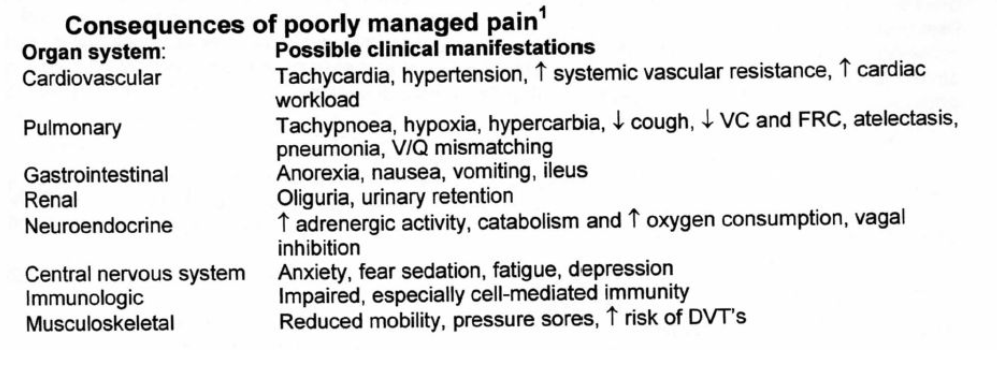 Consequences of poorly managed pain1
Organ system: Possible clinical manifestations
Cardiovascular Tachycardia, hypertension, ↑ systemic vascular resistance, ↑ cardiac
workload
Pulmonary Tachypnoea, hypoxia, hypercarbia, ↓ cough, ↓ VC and FRC, atelectasis,
pneumonia, V/Q mismatching
Gastrointestinal Anorexia, nausea, vomiting, ileus
Renal Oliguria, urinary retention
Neuroendocrine ↑ adrenergic activity, catabolism and ↑ oxygen consumption, vagal
inhibition
Central nervous system Anxiety, fear sedation, fatigue, depression
Immunologic Impaired, especially cell-mediated immunity
Musculoskeletal Reduced mobility, pressure sores, ↑ risk of DVT's